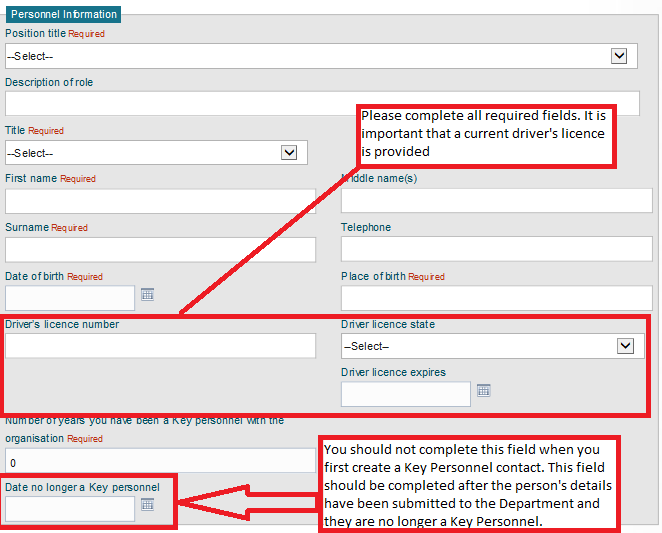 Personnel Information
Position title Required
--Select--
Description of role
Please complete all required fields. It is
important that a current driver's licence
is provided
Title Required
--Select--
First name Required
Middle name(s)
Surname Required
Telephone
Date of birth Required
Place of birth Required
Driver's licence number
Driver licence state
--Select--
Driver licence expires
Number of years you have been a Key personnel with the
organisation Required
0
You should not complete this field when you
first create a Key Personnel contact. This field
should be completed after the person's details
have been submitted to the Department and
they are no longer a Key Personnel.
Date no longer a Key personnel